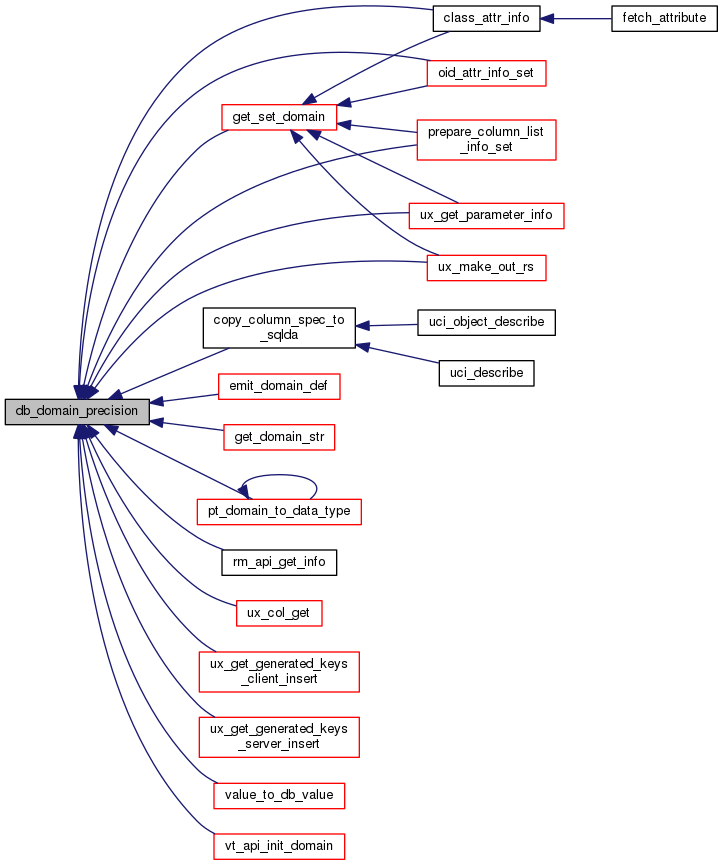 class_attr_info
fetch_attribute
oid_attr_info_set
get_set_domain
prepare_column_list
_info_set
ux_get_parameter_info
ux_make_out_rs
copy_column_spec_to
_sqlda
uci_object_describe
uci_describe
emit_domain_def
db_domain_precision
get_domain_str
pt_domain_to_data_type
rm_api_get_info
ux_col_get
ux_get_generated_keys
_client_insert
ux_get_generated_keys
_server_insert
value_to_db_value
vt_api_init_domain